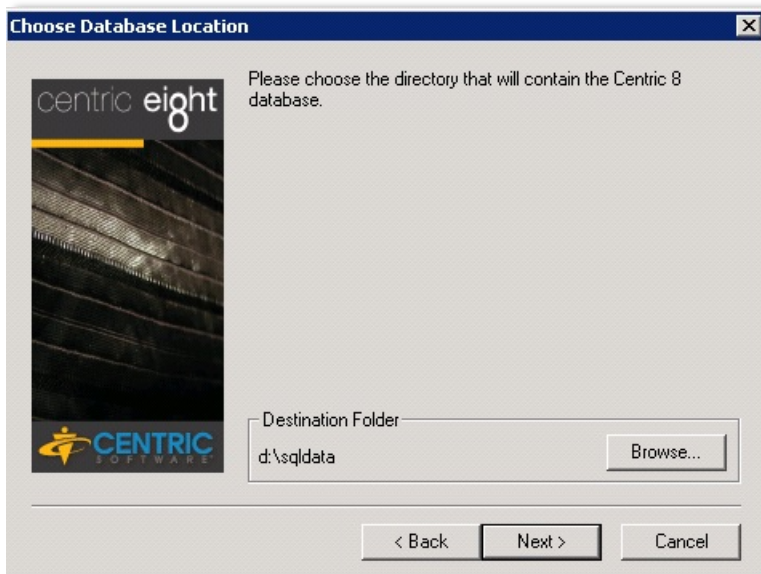 Choose Database Location
centric eight
Please choose the directory that will contain the Centric 8
database.
Destination Folder
d:\sqldata
Browse...
CENTRIC
SOFTWARE
< Back
Next >
Cancel